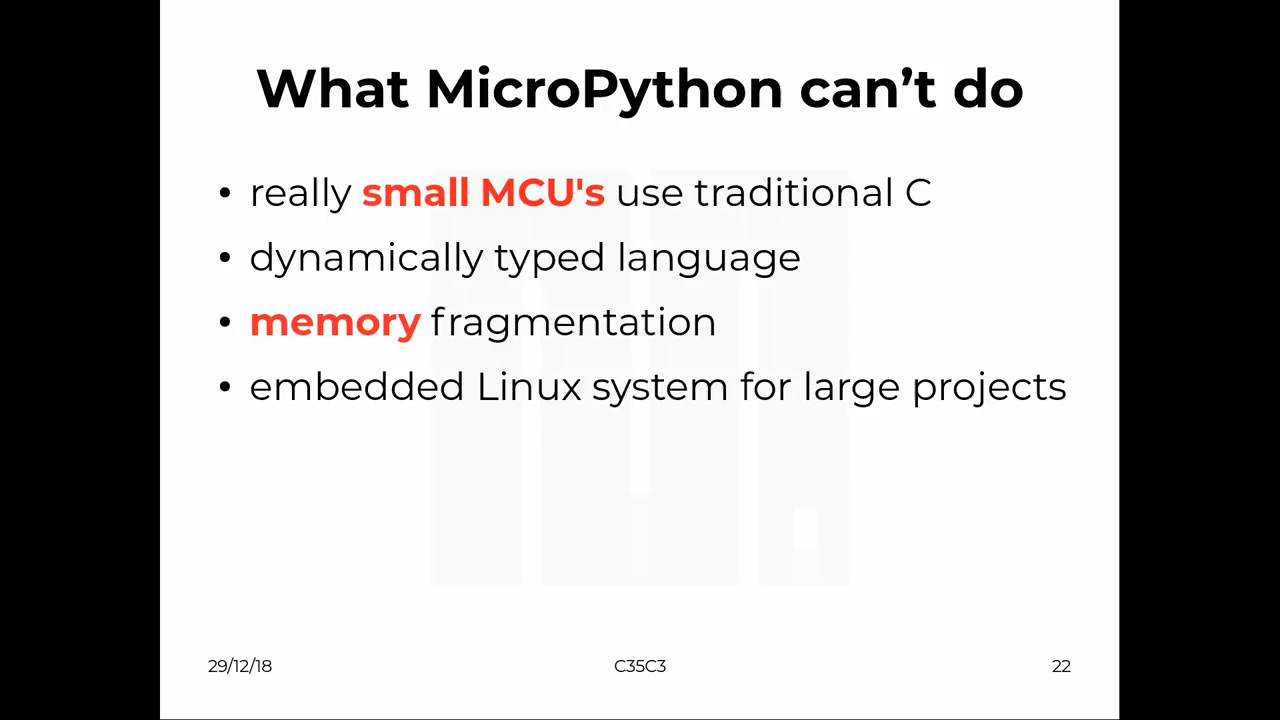 What MicroPython can’t do
• really small MCU's use traditional C
• dynamically typed language
• memory fragmentation
• embedded Linux system for large projects
29/12/18 C35C3 22